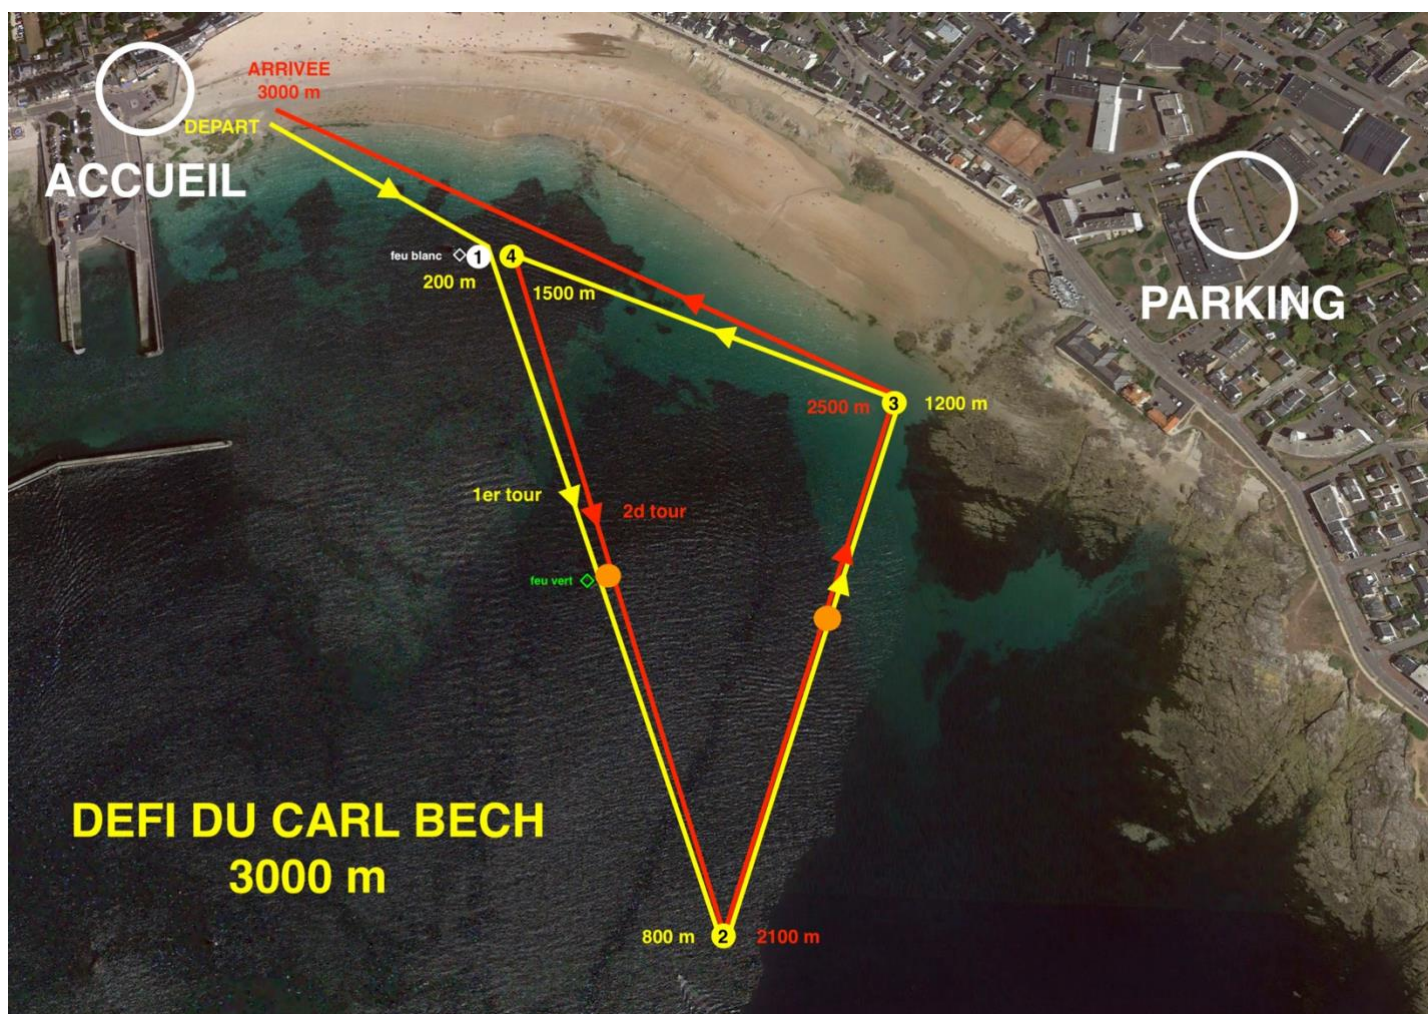 ARRIVEE
3000 m
DEPART
ACCUEIL
feu blanc
1
4
200 m
1500 m
PARKING
2500 m
3
1200 m
1er tour
2d tour
feu vert
DEFI DU CARL BECH
3000 m
800 m
2
2100 m